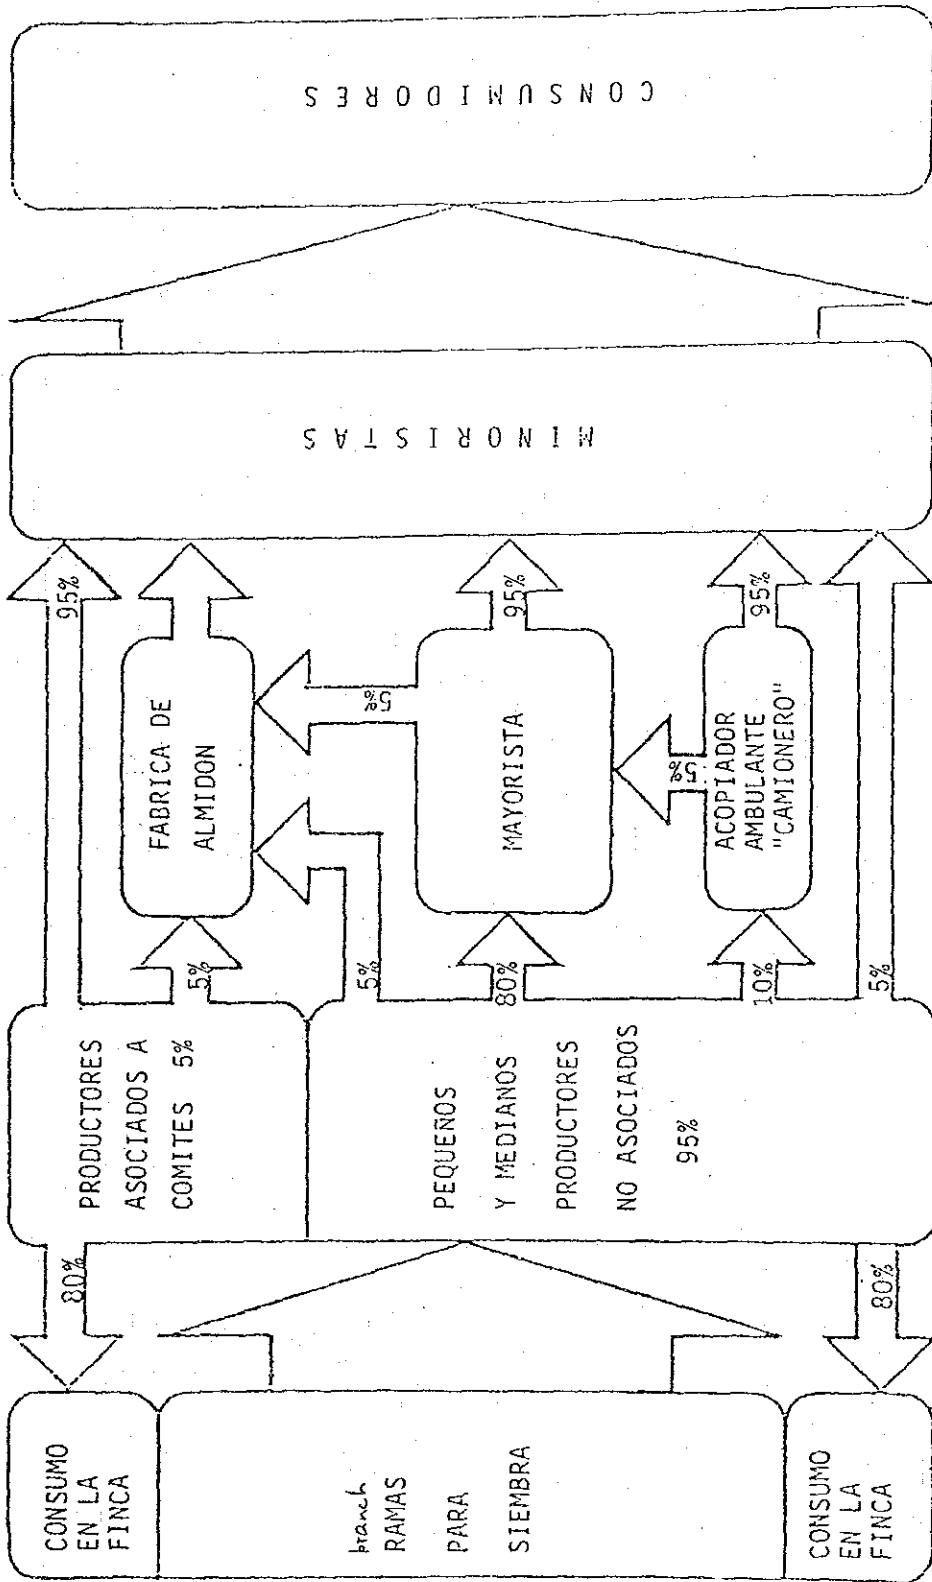 CONSUMO
EN LA
FINCA
branch
RAMAS
PARA
SIEMBRA
CONSUMO
EN LA
FINCA
80%
80%
PRODUCTORES
ASOCIADOS A
COMITES 5%
PEQUEÑOS
Y MEDIANOS
PRODUCTORES
NO ASOCIADOS
95%
5%
5%
80%
10%
5%
FABRICA DE
ALMIDON
MAYORISTA
ACOPIADOR
AMBULANTE
"CAMIONERO"
5%
5%
95%
95%
95%
MINORISTAS
CONSUMIDORES